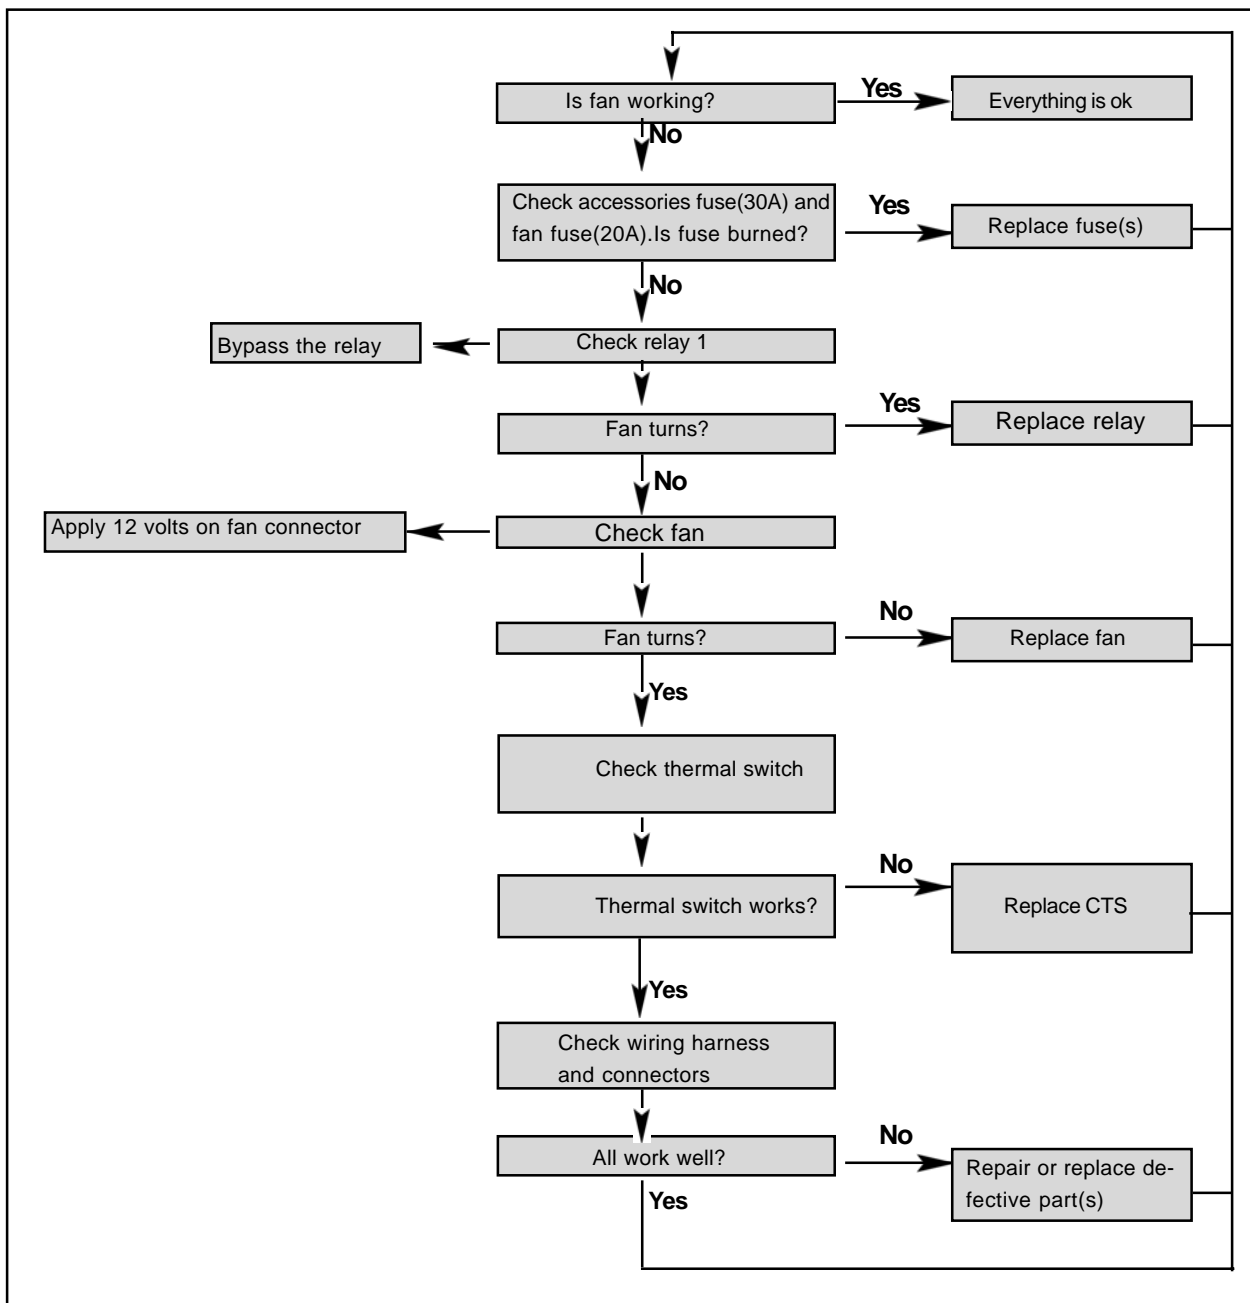 Is fan working?
Yes
Everything is ok
No
Check accessories fuse(30A) and
fan fuse(20A).Is fuse burned?
Yes
Replace fuse(s)
No
Bypass the relay
Check relay 1
Fan turns?
Yes
Replace relay
No
Apply 12 volts on fan connector
Check fan
Fan turns?
No
Replace fan
Yes
Check thermal switch
Thermal switch works?
No
Replace CTS
Yes
Check wiring harness
and connectors
All work well?
No
Repair or replace de-
fective part(s)
Yes